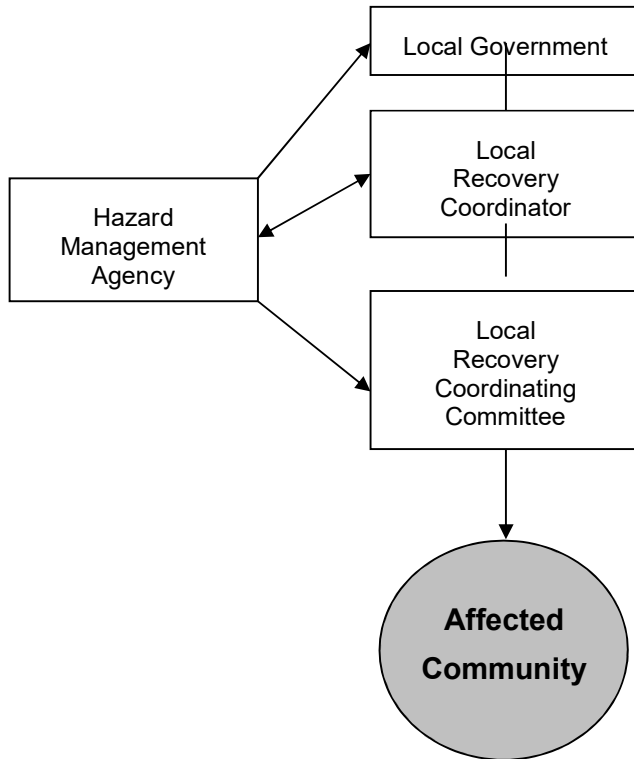 Local Government
Local
Recovery
Coordinator
Hazard
Management
Agency
Local
Recovery
Coordinating
Committee
Affected
Community